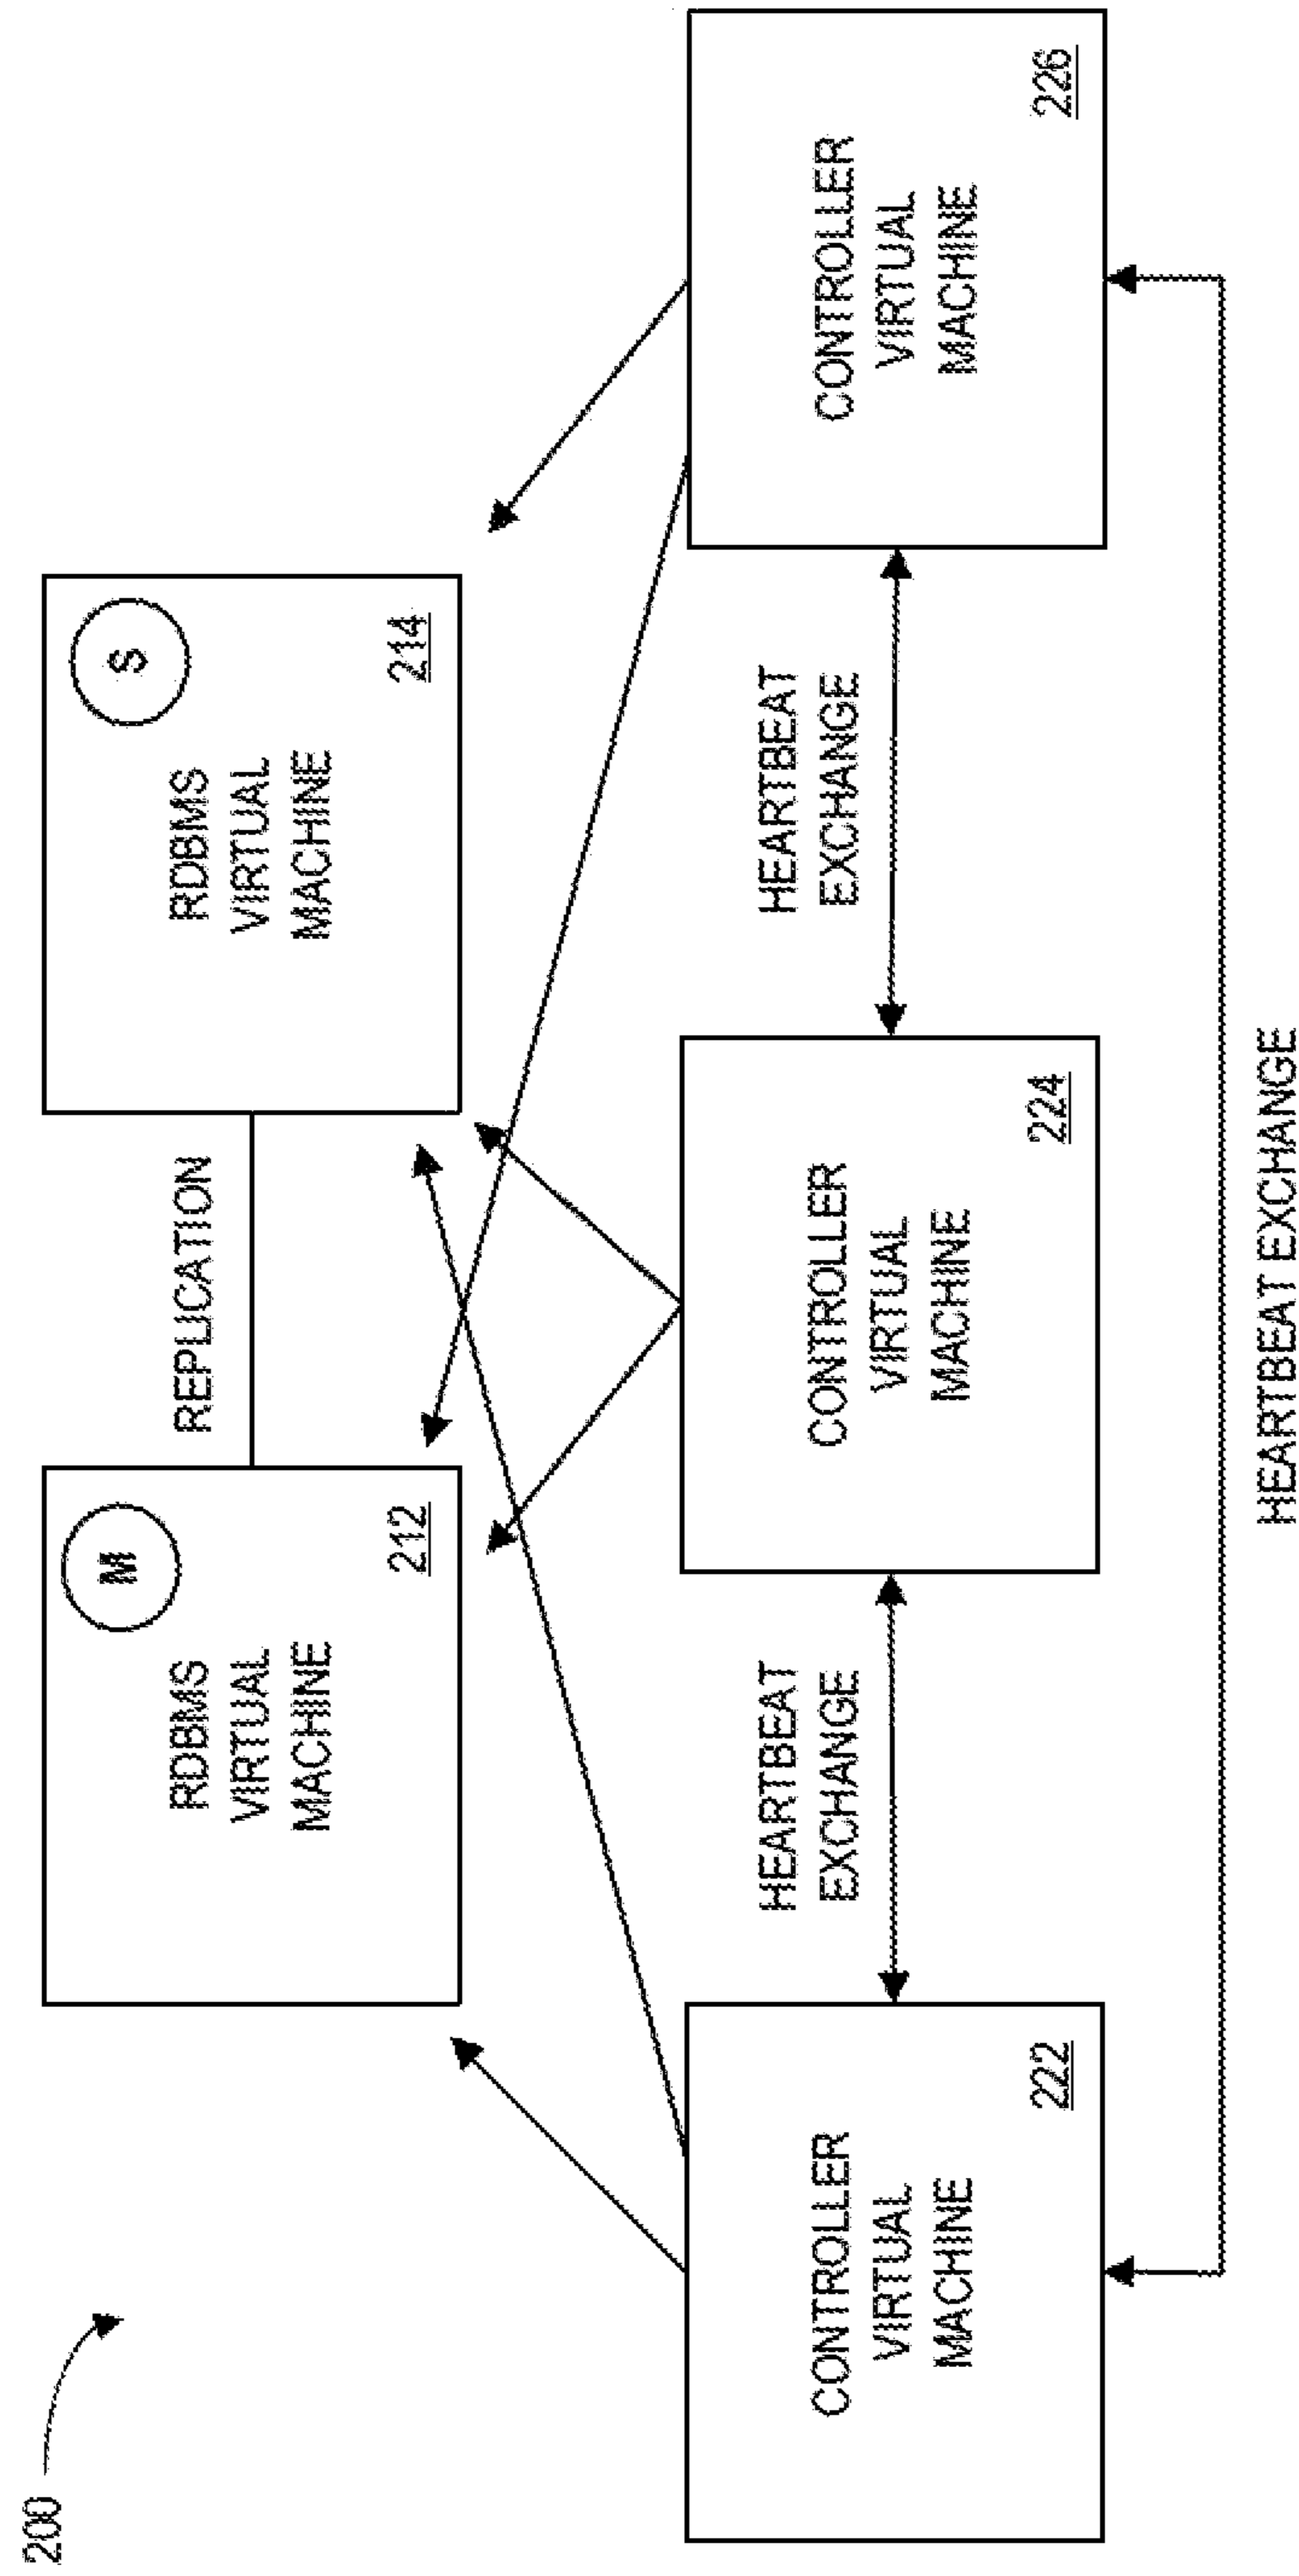 200
M
RDBMS
VIRTUAL
MACHINE
212
REPLICATION
S
RDBMS
VIRTUAL
MACHINE
214
CONTROLLER
VIRTUAL
MACHINE
222
HEARTBEAT
EXCHANGE
CONTROLLER
VIRTUAL
MACHINE
224
HEARTBEAT
EXCHANGE
CONTROLLER
VIRTUAL
MACHINE
226
HEARTBEAT EXCHANGE